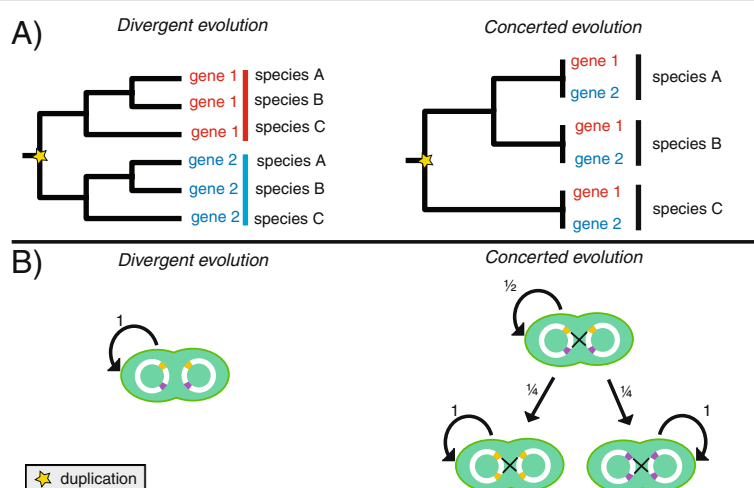 A)
Divergent evolution
gene 1 species A
gene 1 species B
gene 1 species C
gene 2 species A
gene 2 species B
gene 2 species C
Concerted evolution
gene 1
gene 2
species A
gene 1
gene 2
species B
gene 1
gene 2
species C
B)
Divergent evolution
1
Concerted evolution
½
¼ ¼
1 1
duplication